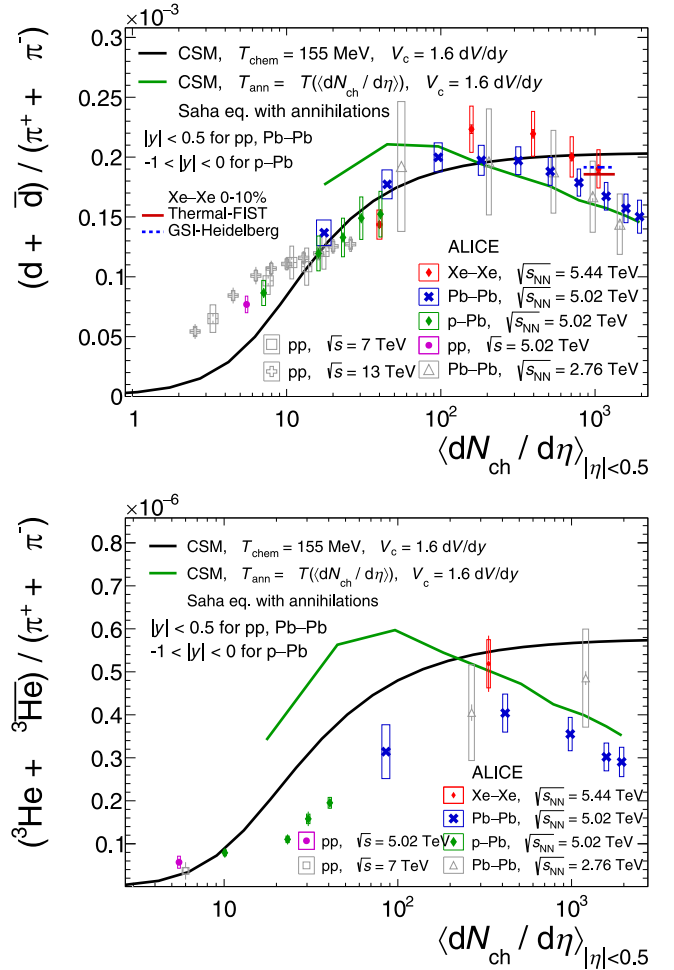 ×10⁻³
(d + d̅) / (π⁺ + π⁻)
0.3
0.25
0.2
0.15
0.1
0.05
0
CSM, T_chem = 155 MeV, V_c = 1.6 dV/dy
CSM, T_ann = T(⟨dN_ch / dη⟩), V_c = 1.6 dV/dy
Saha eq. with annihilations
|y| < 0.5 for pp, Pb–Pb
-1 < |y| < 0 for p–Pb
Xe–Xe 0-10%
Thermal-FIST
GSI-Heidelberg
ALICE
Xe–Xe, √s_NN = 5.44 TeV
Pb–Pb, √s_NN = 5.02 TeV
p–Pb, √s_NN = 5.02 TeV
pp, √s = 7 TeV
pp, √s = 5.02 TeV
pp, √s = 13 TeV
Pb–Pb, √s_NN = 2.76 TeV
1 10 10² 10³
⟨dN_ch / dη⟩_|η|<0.5
×10⁻⁶
(³He + ³H̅e̅) / (π⁺ + π⁻)
0.8
0.7
0.6
0.5
0.4
0.3
0.2
0.1
CSM, T_chem = 155 MeV, V_c = 1.6 dV/dy
CSM, T_ann = T(⟨dN_ch / dη⟩), V_c = 1.6 dV/dy
Saha eq. with annihilations
|y| < 0.5 for pp, Pb–Pb
-1 < |y| < 0 for p–Pb
ALICE
Xe–Xe, √s_NN = 5.44 TeV
Pb–Pb, √s_NN = 5.02 TeV
pp, √s = 5.02 TeV
p–Pb, √s_NN = 5.02 TeV
pp, √s = 7 TeV
Pb–Pb, √s_NN = 2.76 TeV
10 10² 10³
⟨dN_ch / dη⟩_|η|<0.5